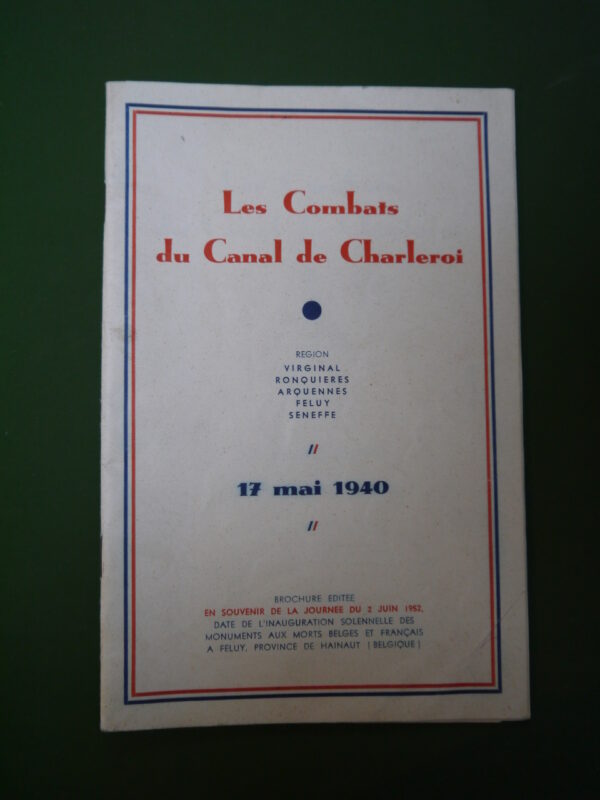 Les Combats
du Canal de Charleroi
REGION
VIRGINAL
RONQUIERES
ARQUENNES
FELUY
SENEFFE
//
17 mai 1940
//
BROCHURE EDITEE
EN SOUVENIR DE LA JOURNEE DU 2 JUIN 1952,
DATE DE L'INAUGURATION SOLENNELLE DES
MONUMENTS AUX MORTS BELGES ET FRANÇAIS
A FELUY, PROVINCE DE HAINAUT (BELGIQUE)